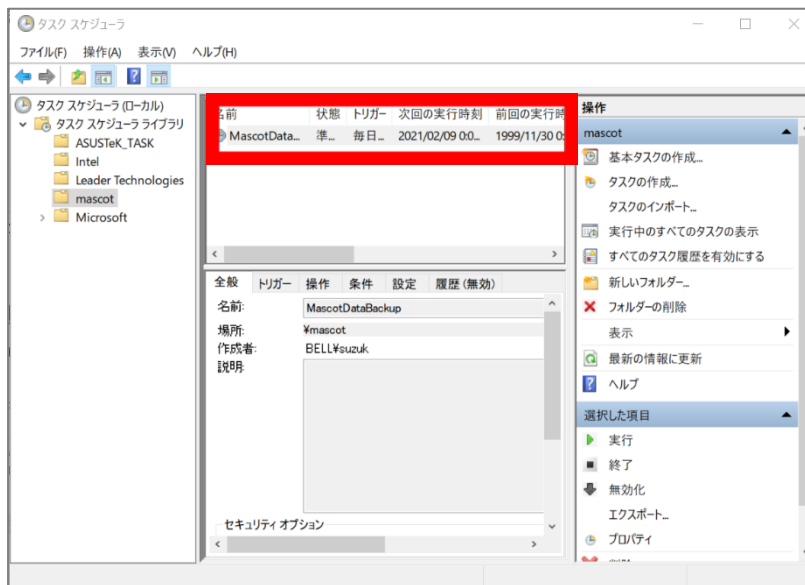 タスク スケジューラ
ファイル(F) 操作(A) 表示(V) ヘルプ(H)
タスク スケジューラ (ローカル)
タスク スケジューラ ライブラリ
ASUSTeK_TASK
Intel
Leader Technologies
mascot
Microsoft
名前 状態 トリガー 次回の実行時刻 前回の実行時
MascotData... 準... 毎日... 2021/02/09 0:0... 1999/11/30 0:
全般 トリガー 操作 条件 設定 履歴 (無効)
名前: MascotDataBackup
場所: ¥mascot
作成者: BELL¥suzuk
説明:
セキュリティ オプション
操作
mascot
基本タスクの作成...
タスクの作成...
タスクのインポート...
実行中のすべてのタスクの表示
すべてのタスク履歴を有効にする
新しいフォルダー...
フォルダーの削除
表示
最新の情報に更新
ヘルプ
選択した項目
実行
終了
無効化
エクスポート...
プロパティ